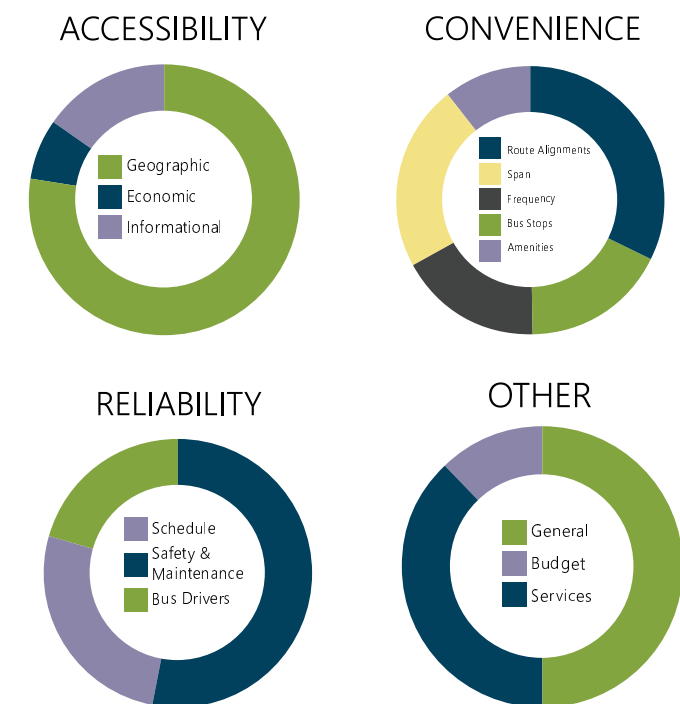 ACCESSIBILITY
Geographic
Economic
Informational
CONVENIENCE
Route Alignments
Span
Frequency
Bus Stops
Amenities
RELIABILITY
Schedule
Safety &
Maintenance
Bus Drivers
OTHER
General
Budget
Services